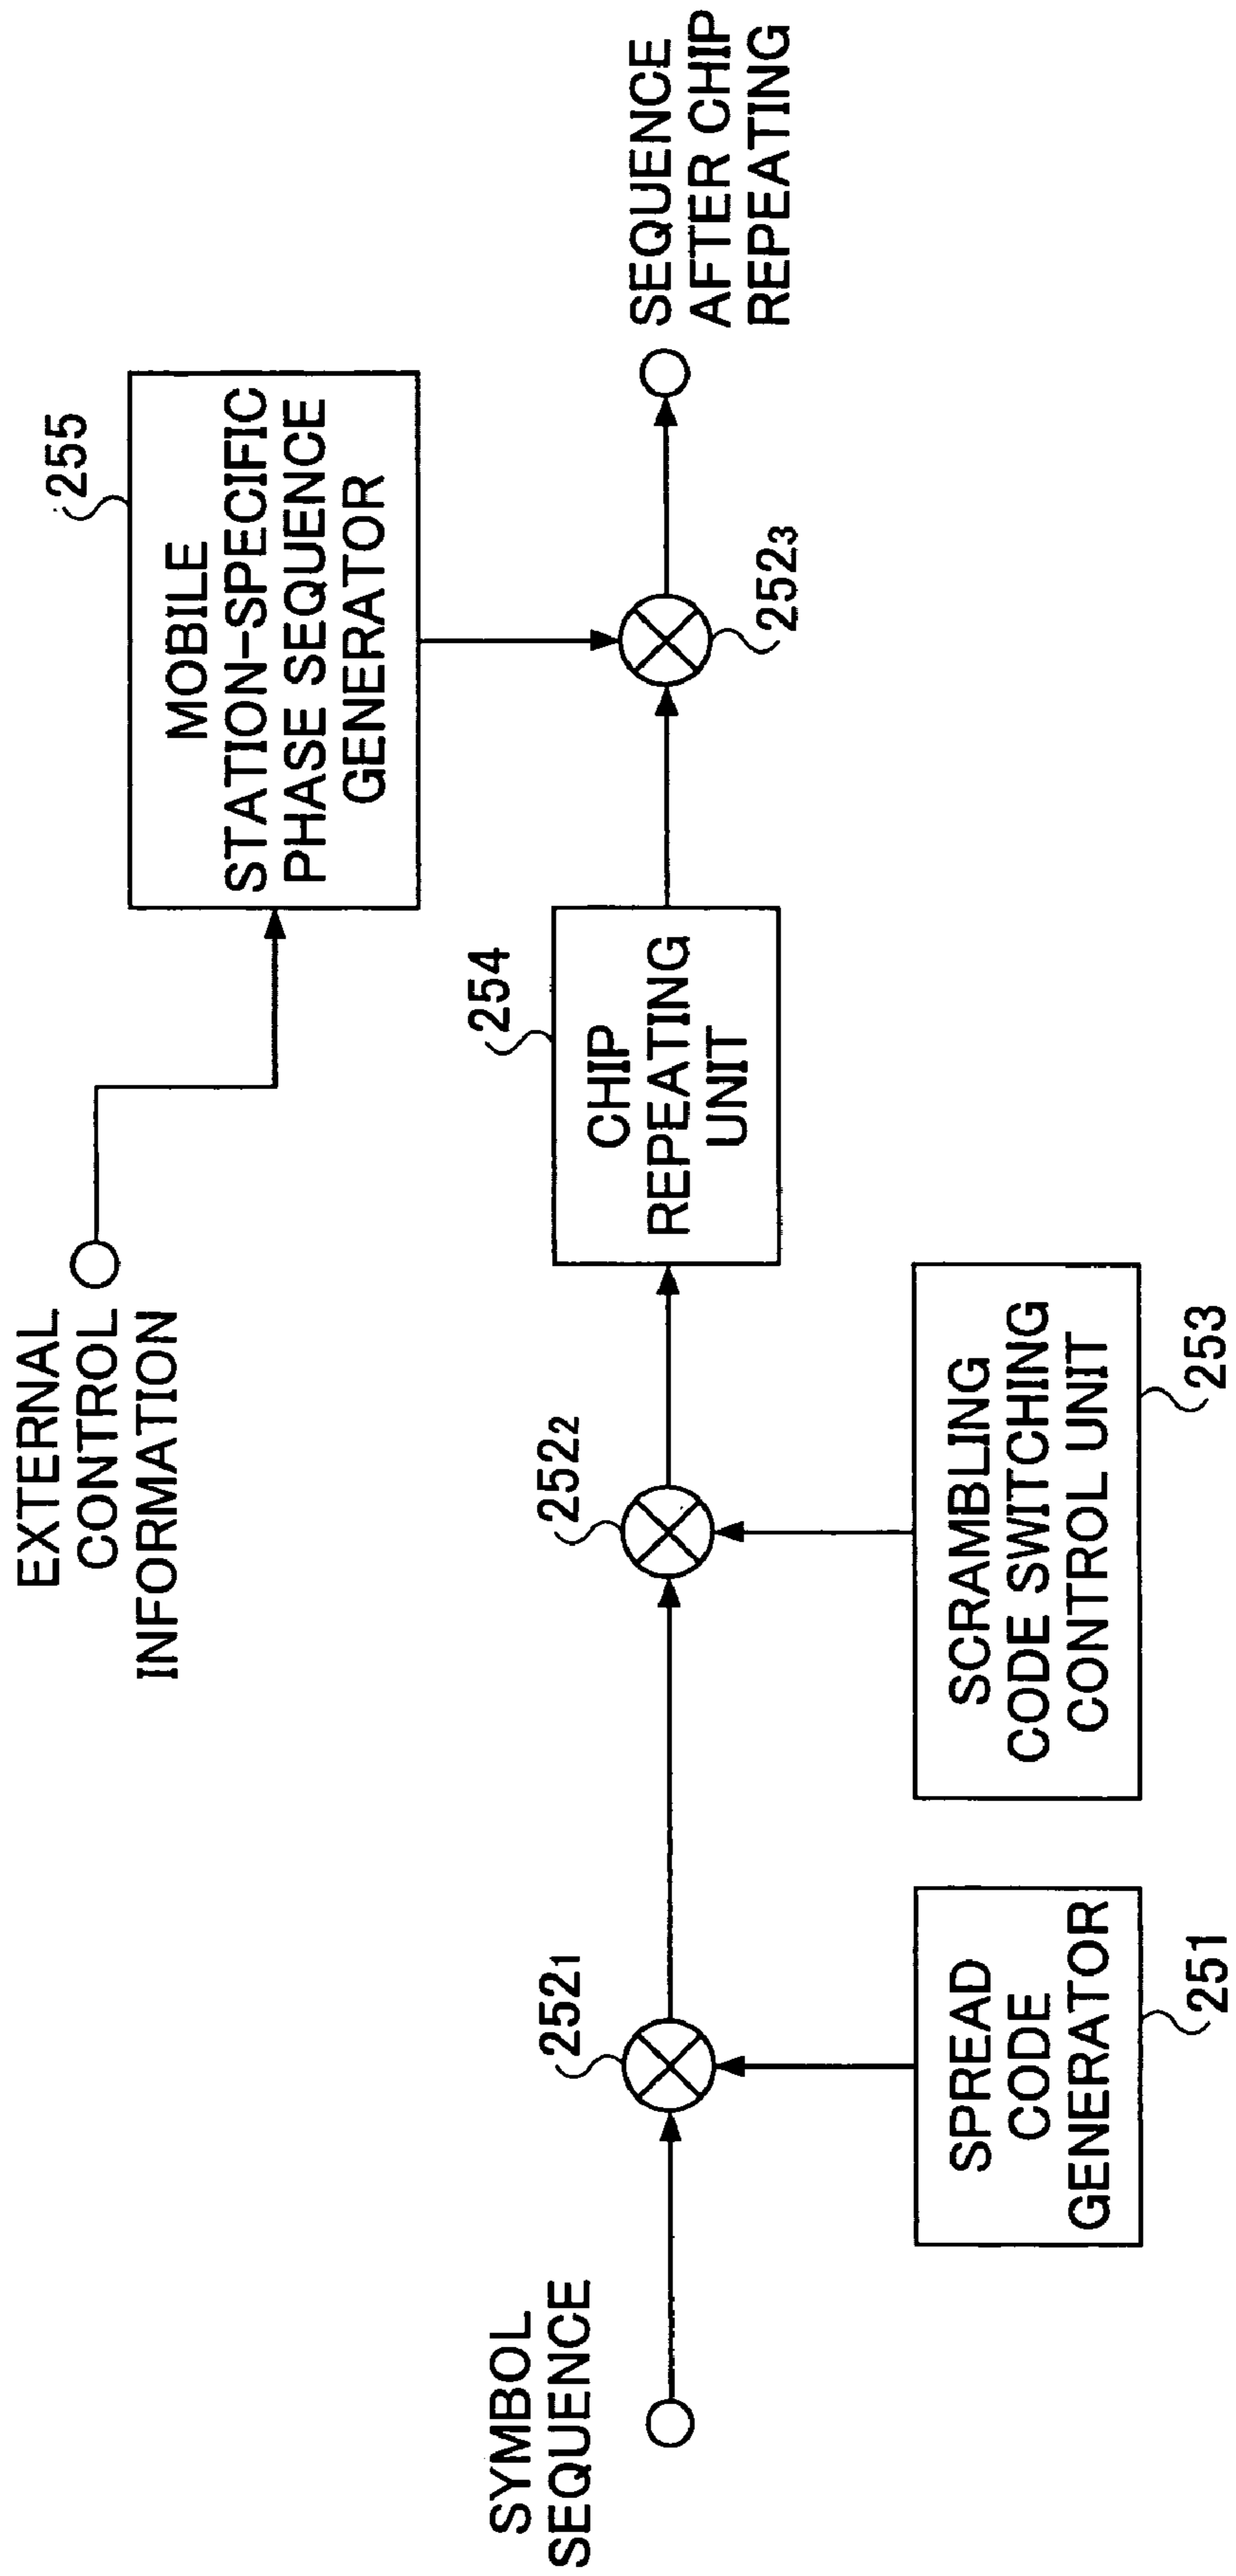 EXTERNAL
CONTROL
INFORMATION
255
MOBILE
STATION-SPECIFIC
PHASE SEQUENCE
GENERATOR
SYMBOL
SEQUENCE
252₁
252₂
254
CHIP
REPEATING
UNIT
252₃
SEQUENCE
AFTER CHIP
REPEATING
SPREAD
CODE
GENERATOR
251
SCRAMBLING
CODE SWITCHING
CONTROL UNIT
253